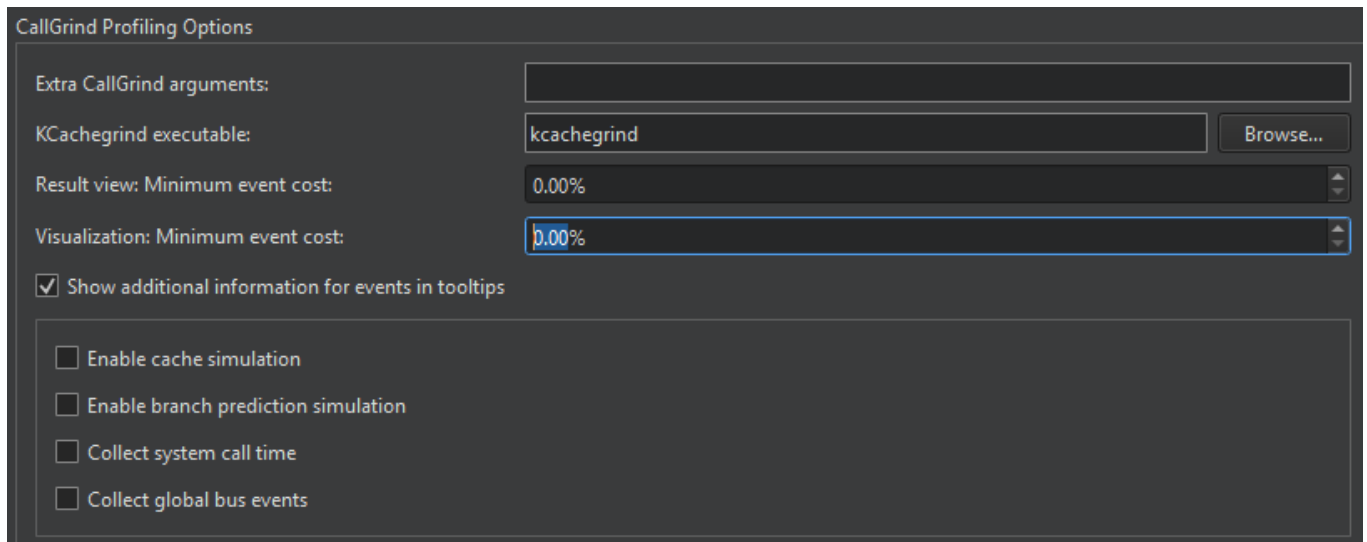 CallGrind Profiling Options
Extra CallGrind arguments:
KCachegrind executable: kcachegrind Browse...
Result view: Minimum event cost: 0.00%
Visualization: Minimum event cost: 0.00%
Show additional information for events in tooltips
Enable cache simulation
Enable branch prediction simulation
Collect system call time
Collect global bus events